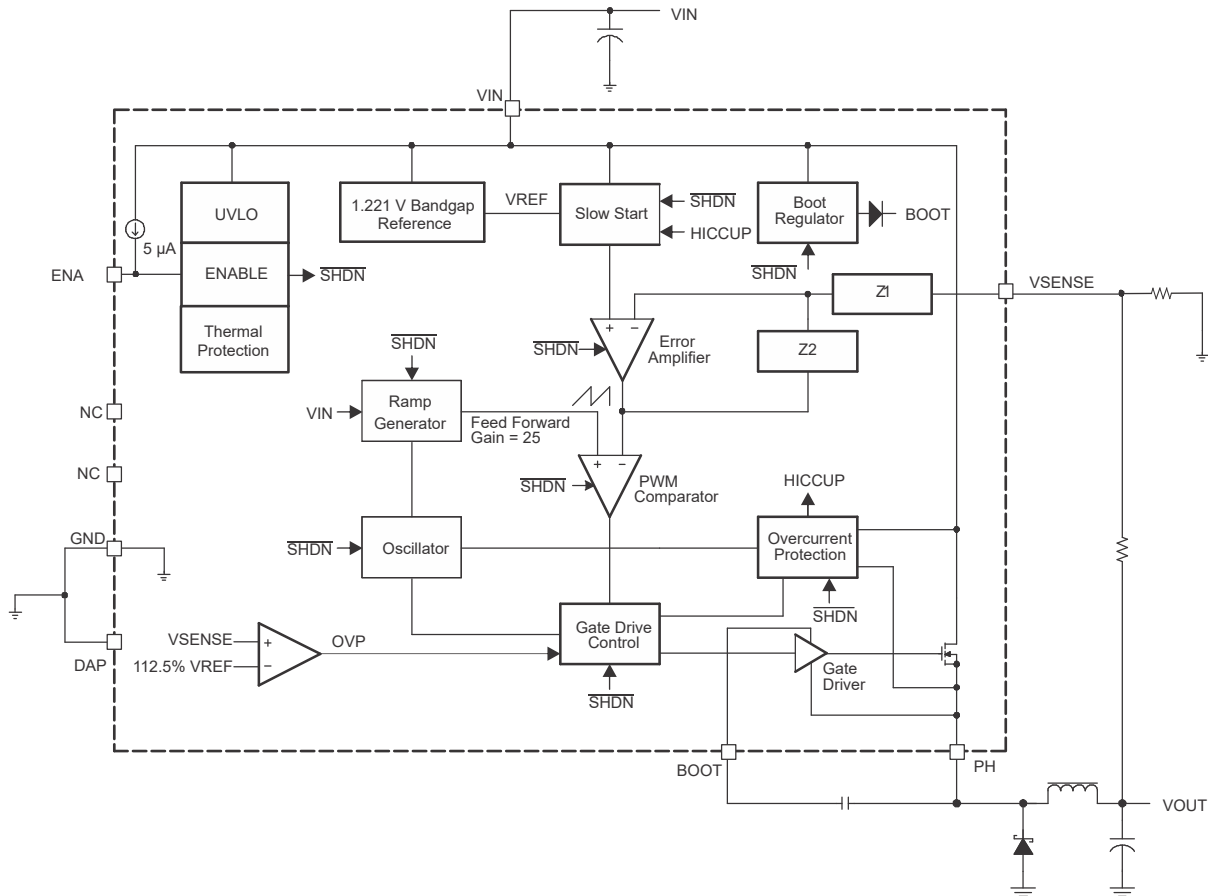 VIN
VIN
UVLO
1.221 V Bandgap
Reference
VREF
Slow Start
SHDN
HICCUP
Boot
Regulator
BOOT
SHDN
5 µA
ENA
ENABLE
SHDN
Thermal
Protection
Z1
VSENSE
Z2
+ −
Error
Amplifier
SHDN
SHDN
VIN
Ramp
Generator
Feed Forward
Gain = 25
NC
NC
+ −
SHDN
PWM
Comparator
HICCUP
GND
SHDN
Oscillator
Overcurrent
Protection
SHDN
DAP
VSENSE
+
112.5% VREF
−
OVP
Gate Drive
Control
SHDN
Gate
Driver
BOOT
PH
VOUT